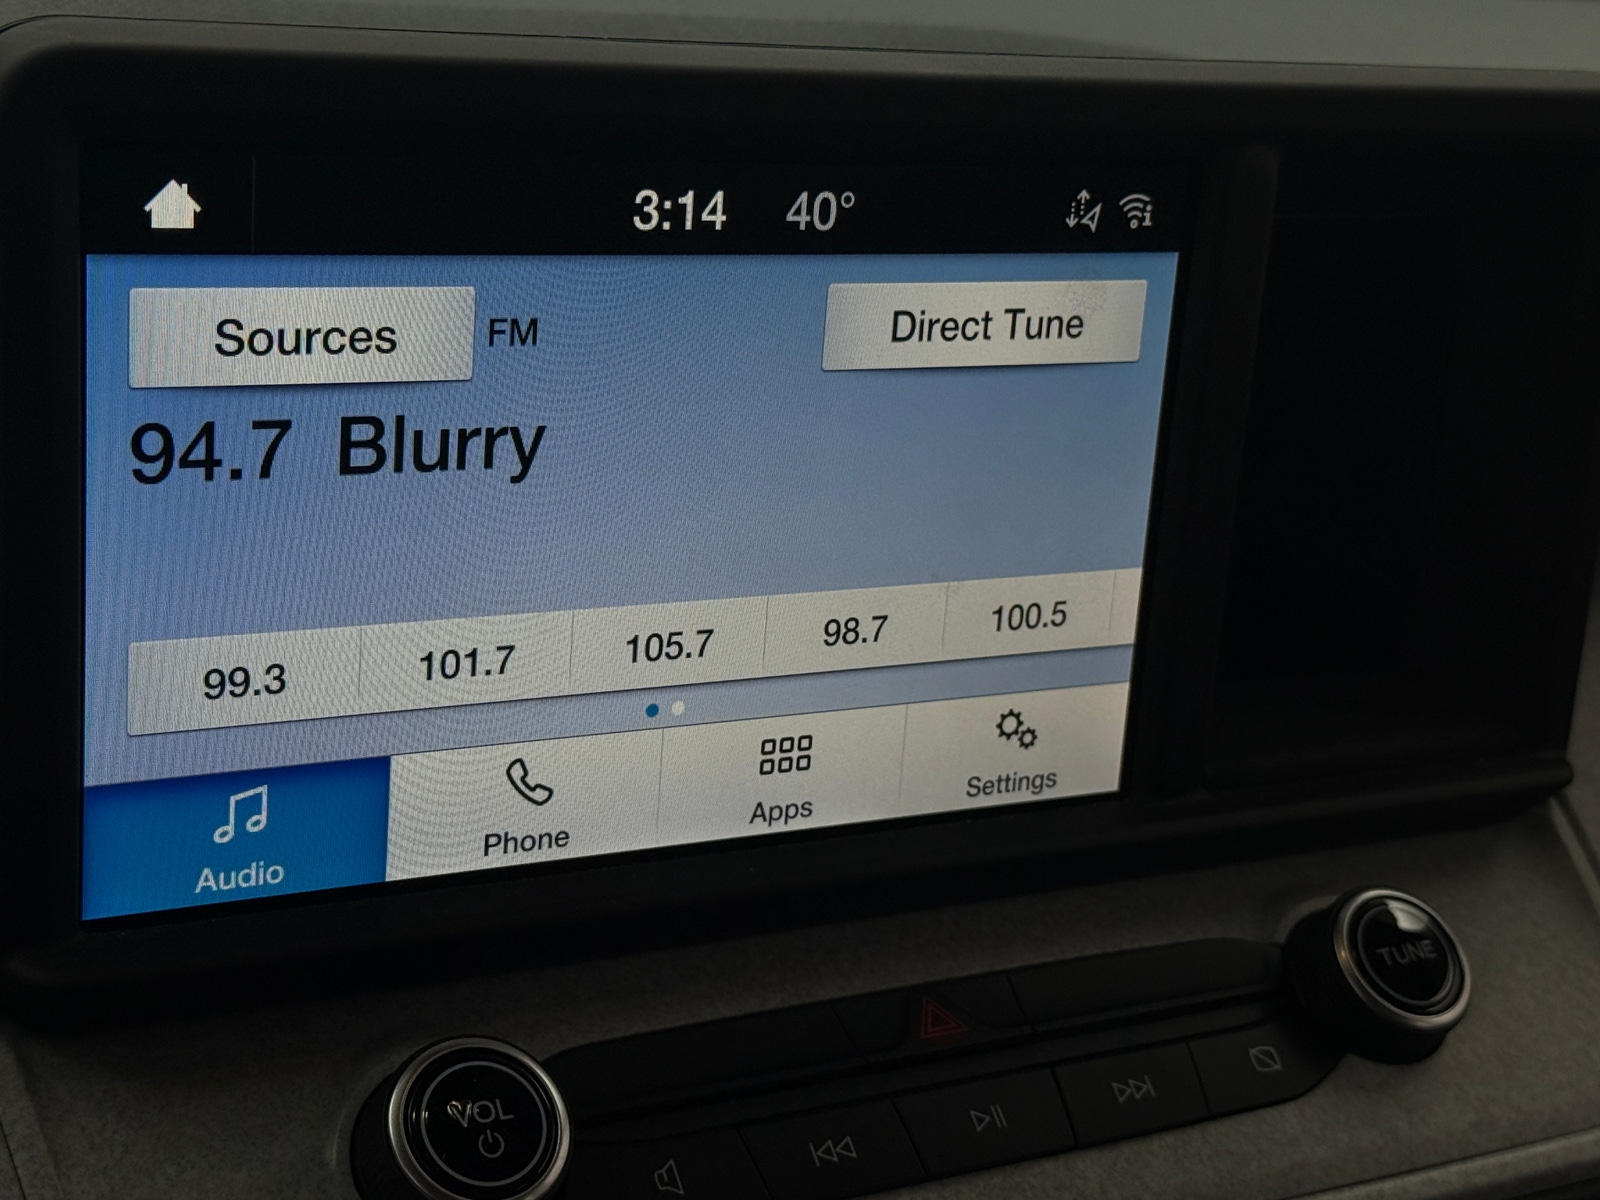 3:14 40°
Sources FM Direct Tune
94.7 Blurry
99.3 101.7 105.7 98.7 100.5
Audio Phone Apps Settings
TUNE
VOL